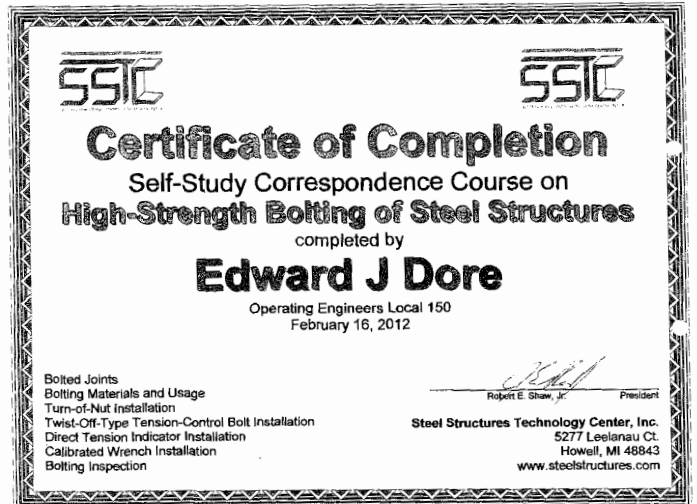 SSTC
SSTC
Certificate of Completion
Self-Study Correspondence Course on
High-Strength Bolting of Steel Structures
completed by
Edward J Dore
Operating Engineers Local 150
February 16, 2012
Bolted Joints
Bolting Materials and Usage
Turn-of-Nut Installation
Twist-Off-Type Tension-Control Bolt Installation
Direct Tension Indicator Installation
Calibrated Wrench Installation
Bolting Inspection
Robert E. Shaw, Jr. President
Steel Structures Technology Center, Inc.
5277 Leelanau Ct.
Howell, MI 48843
www.steelstructures.com